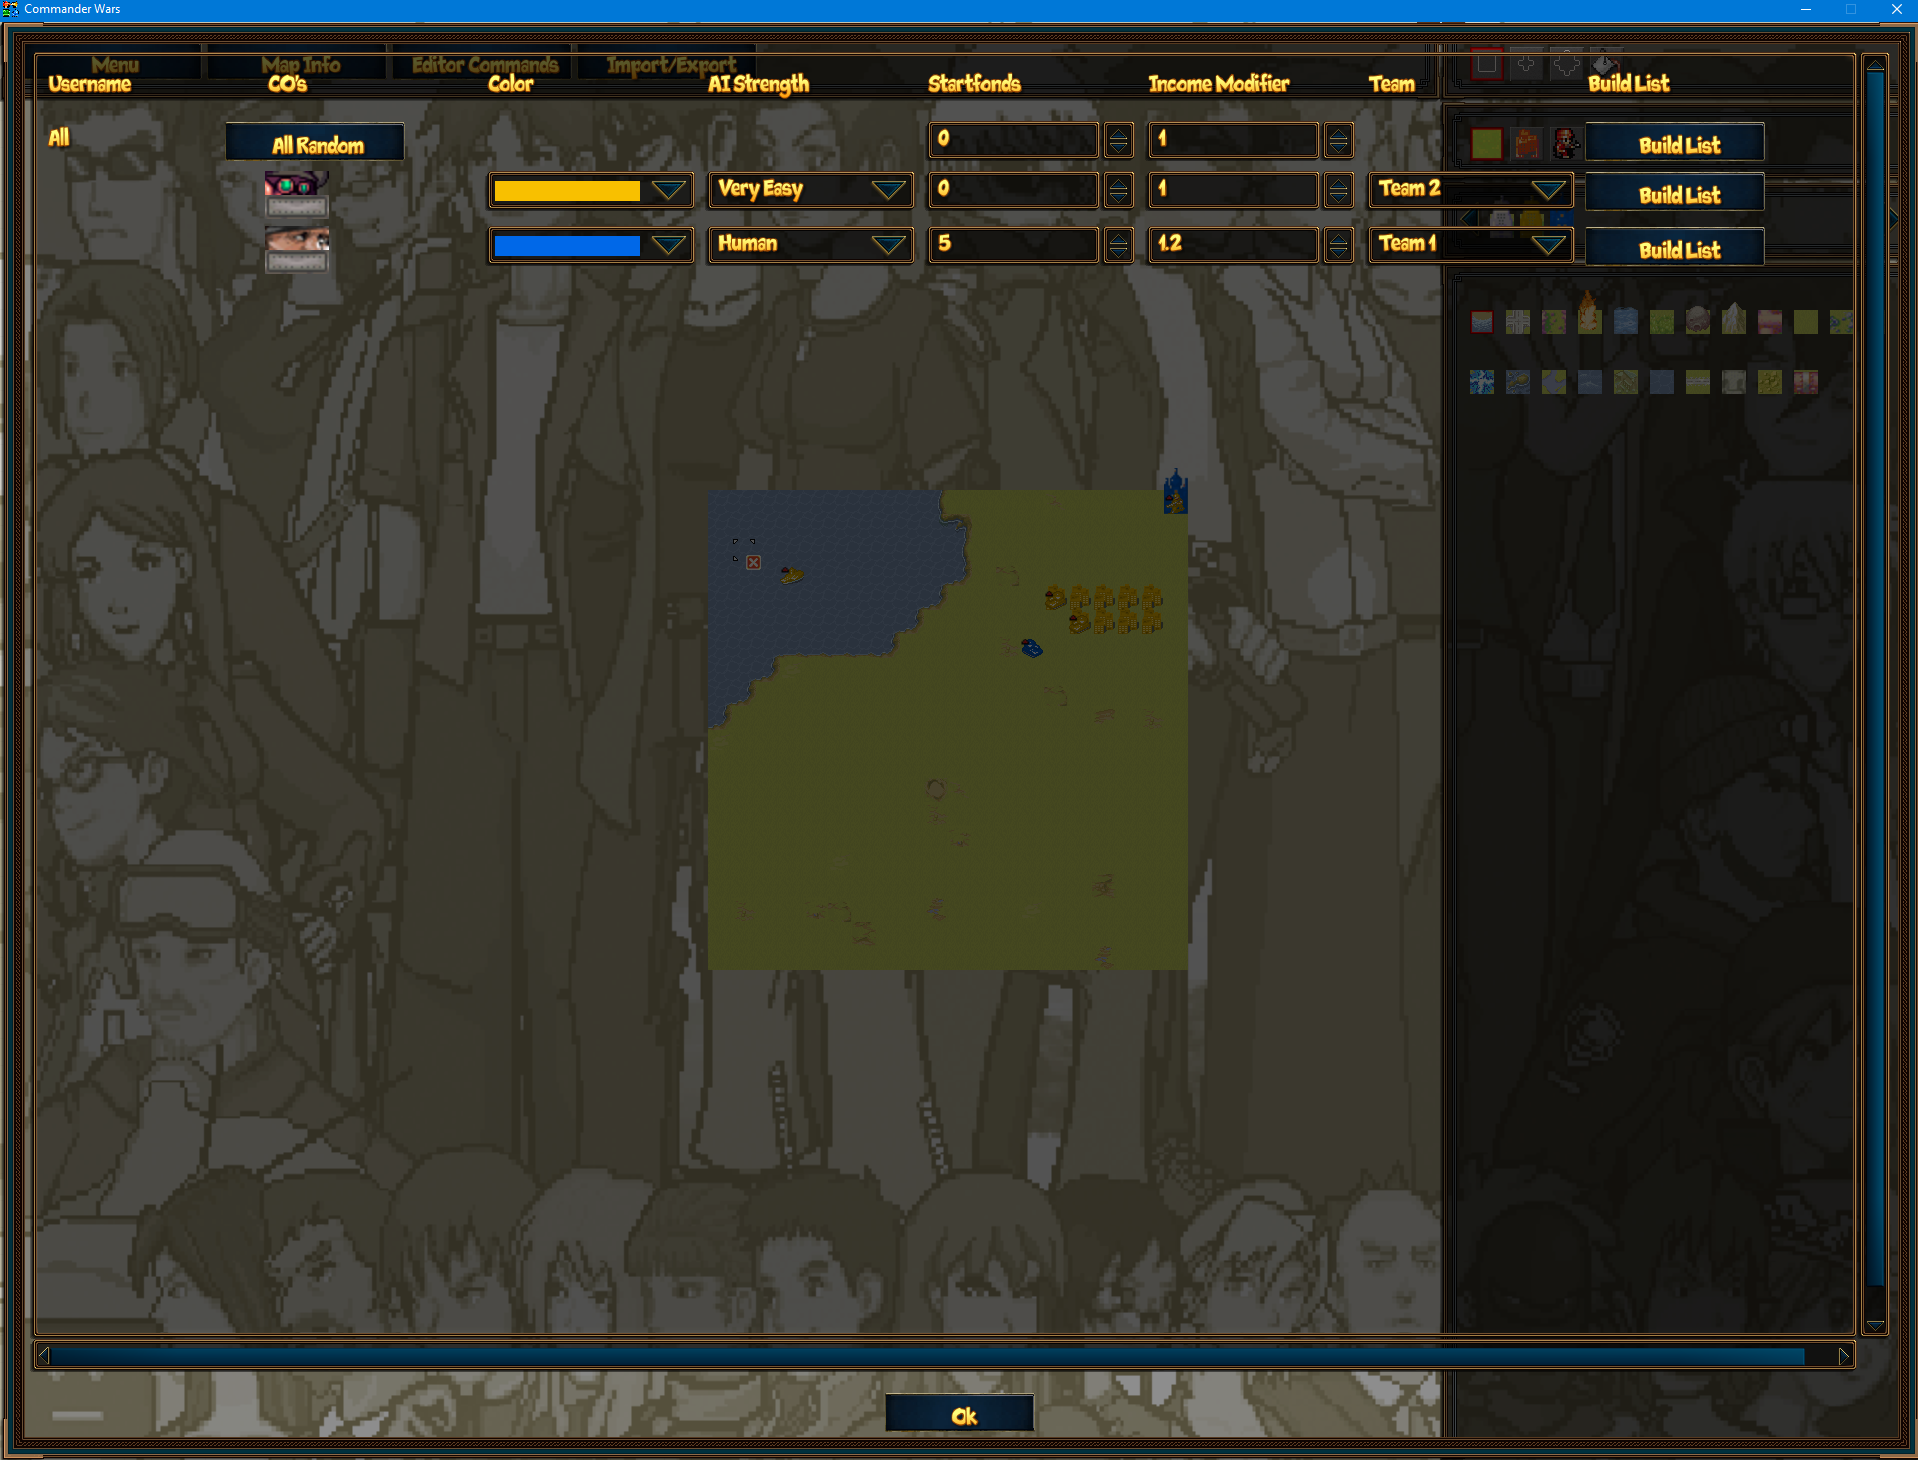 Commander Wars
Menu Map Info Editor Commands Import/Export
Username CO's Color AI Strength Startfonds Income Modifier Team Build List
All All Random 0 1 Build List
Very Easy 0 1 Team 2 Build List
Human 5 1.2 Team 1 Build List
Ok